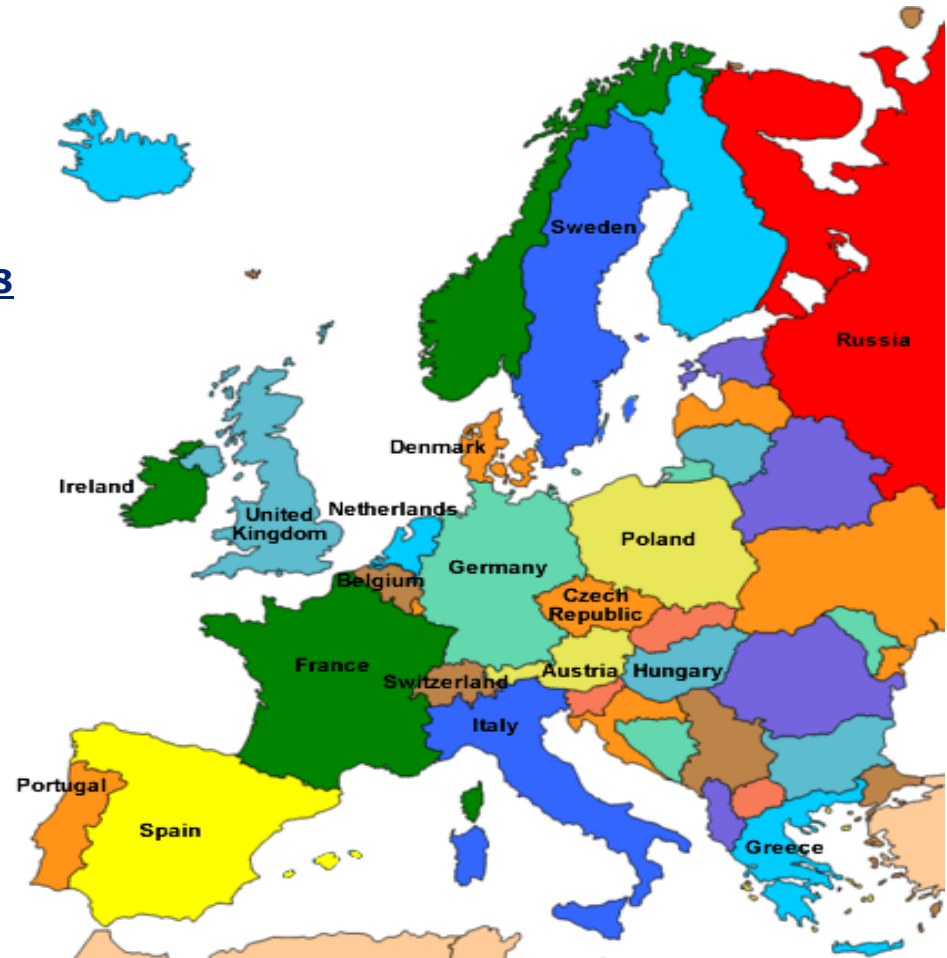 Sweden
8
Russia
Denmark
Ireland
Netherlands
United
Kingdom
Poland
Germany
Belgium
Czech
Republic
France
Austria
Hungary
Switzerland
Italy
Portugal
Spain
Greece